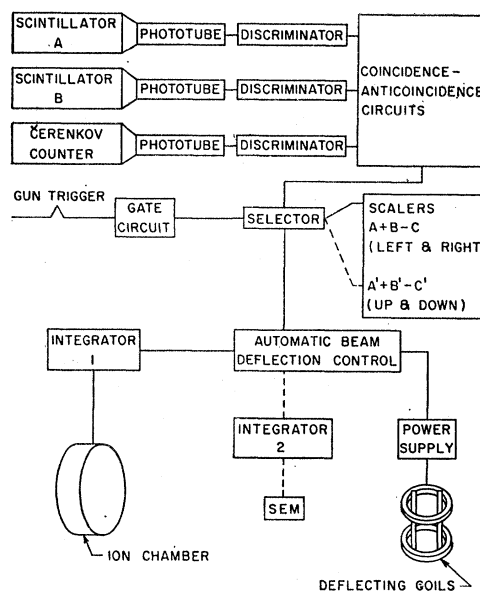 SCINTILLATOR
A
PHOTOTUBE
DISCRIMINATOR
SCINTILLATOR
B
PHOTOTUBE
DISCRIMINATOR
COINCIDENCE-
ANTICOINCIDENCE
CIRCUITS
ČERENKOV
COUNTER
PHOTOTUBE
DISCRIMINATOR
GUN TRIGGER
GATE
CIRCUIT
SELECTOR
SCALERS
A+B-C
(LEFT & RIGHT
A'+B'-C'
(UP & DOWN)
INTEGRATOR
1
AUTOMATIC BEAM
DEFLECTION CONTROL
INTEGRATOR
2
POWER
SUPPLY
SEM
ION CHAMBER
DEFLECTING GOILS